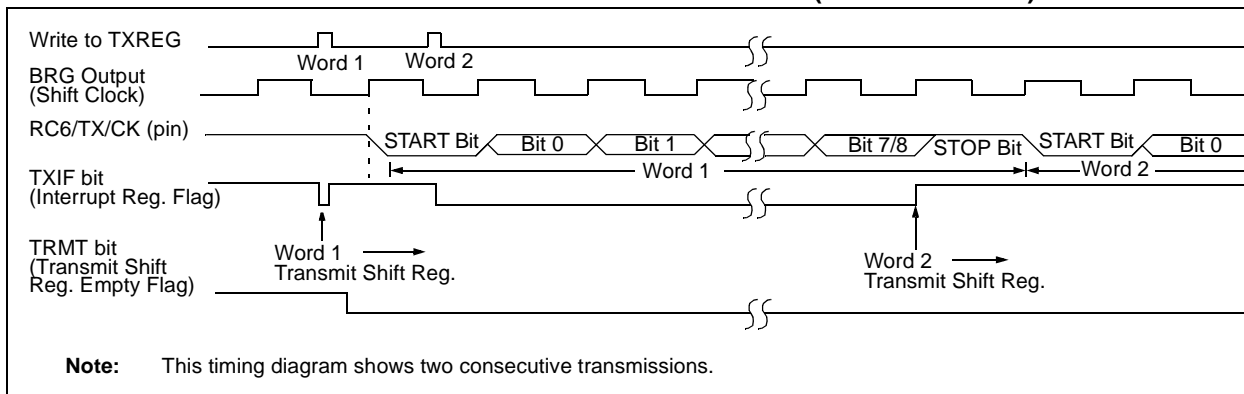 Write to TXREG
Word 1
Word 2
BRG Output
(Shift Clock)
RC6/TX/CK (pin)
START Bit
Bit 0
Bit 1
Bit 7/8
STOP Bit
START Bit
Bit 0
Word 1
Word 2
TXIF bit
(Interrupt Reg. Flag)
Word 1
Transmit Shift Reg.
Word 2
Transmit Shift Reg.
TRMT bit
(Transmit Shift
Reg. Empty Flag)
Note: This timing diagram shows two consecutive transmissions.